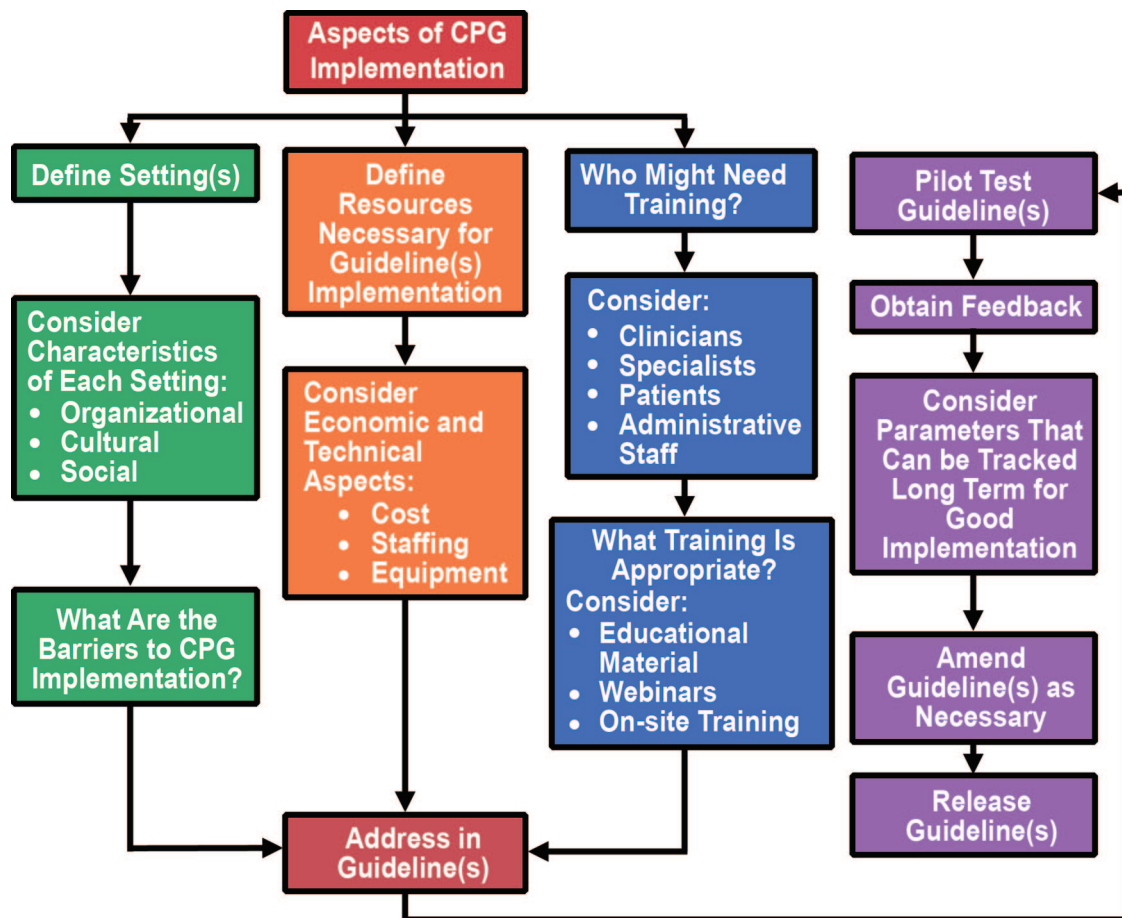 Aspects of CPG
Implementation
Define Setting(s)
Consider
Characteristics
of Each Setting:
• Organizational
• Cultural
• Social
What Are the
Barriers to CPG
Implementation?
Define
Resources
Necessary for
Guideline(s)
Implementation
Consider
Economic and
Technical
Aspects:
• Cost
• Staffing
• Equipment
Who Might Need
Training?
Consider:
• Clinicians
• Specialists
• Patients
• Administrative
Staff
What Training Is
Appropriate?
Consider:
• Educational
Material
• Webinars
• On-site Training
Address in
Guideline(s)
Pilot Test
Guideline(s)
Obtain Feedback
Consider
Parameters That
Can be Tracked
Long Term for
Good
Implementation
Amend
Guideline(s) as
Necessary
Release
Guideline(s)